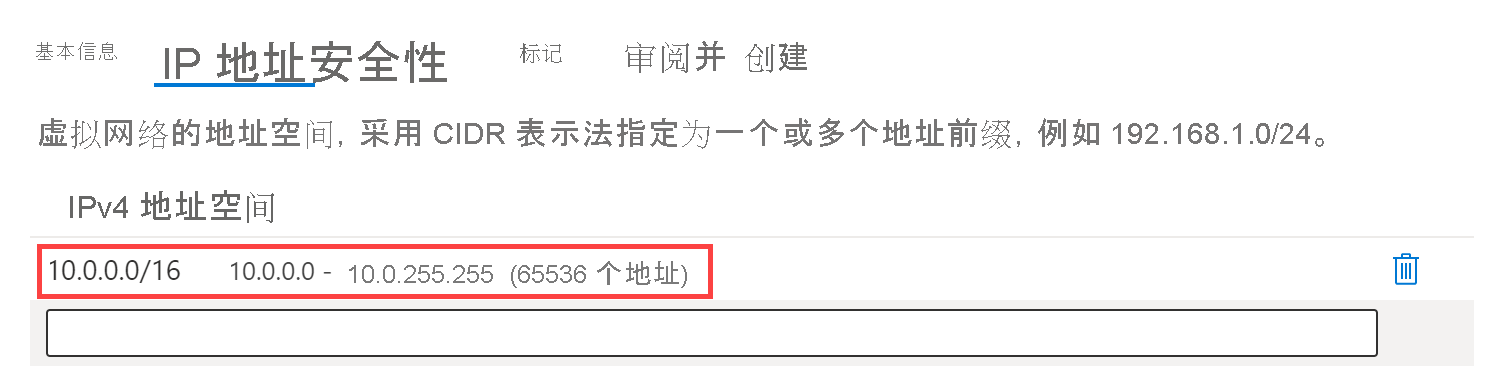 基本信息 IP 地址安全性 标记 审阅并 创建
虚拟网络的地址空间, 采用 CIDR 表示法指定为一个或多个地址前缀, 例如 192.168.1.0/24。
IPv4 地址空间
10.0.0.0/16 10.0.0.0 - 10.0.255.255 (65536 个地址)